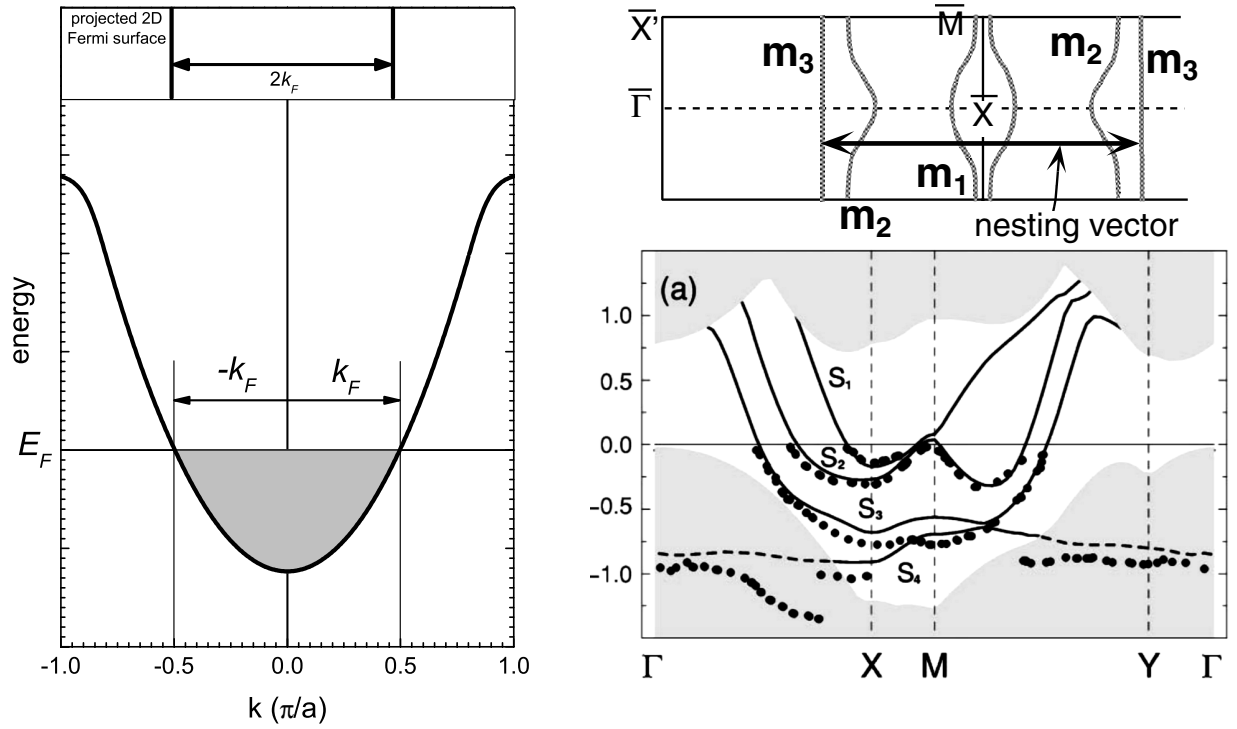 projected 2D
Fermi surface
2k_F
energy
-k_F k_F
E_F
-1.0 -0.5 0.0 0.5 1.0
k (π/a)
X̅' M̅
m₃ m₂ m₃
Γ̅ X̅
m₁
m₂ nesting vector
(a)
1.0
0.5
0.0
-0.5
-1.0
S₁
S₂
S₃
S₄
Γ X M Y Γ